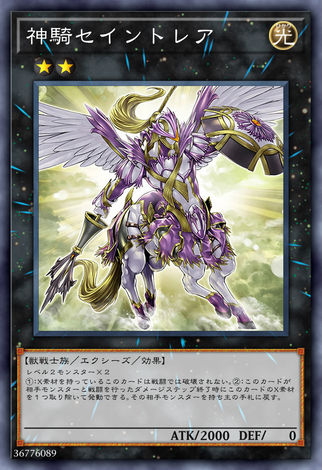 神騎セイントレア
光
【獣戦士族／エクシーズ／効果】
レベル２モンスター×２
①：X素材を持っているこのカードは戦闘では破壊されない。②：このカードが
相手モンスターと戦闘を行ったダメージステップ終了時にこのカードのX素材
を１つ取り除いて発動できる。その相手モンスターを持ち主の手札に戻す。
ATK/2000 DEF/ 0
36776089